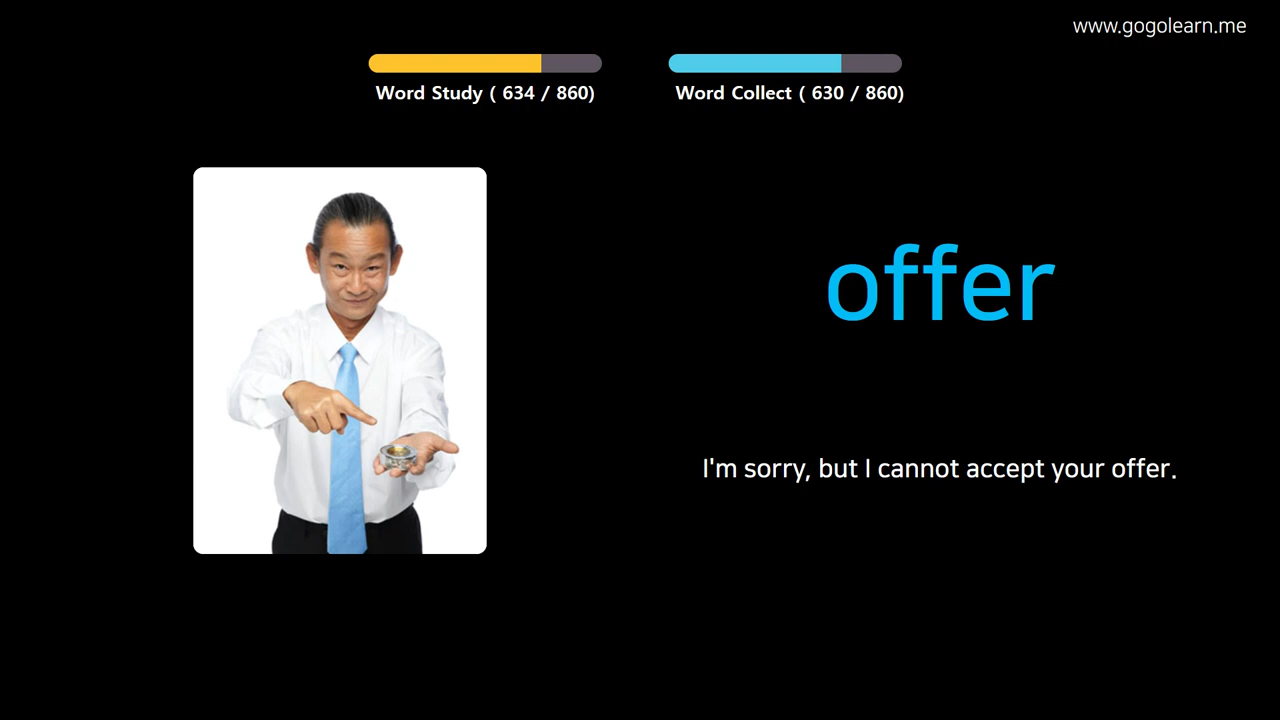 www.gogolearn.me
Word Study ( 634 / 860)
Word Collect ( 630 / 860)
offer
I'm sorry, but I cannot accept your offer.